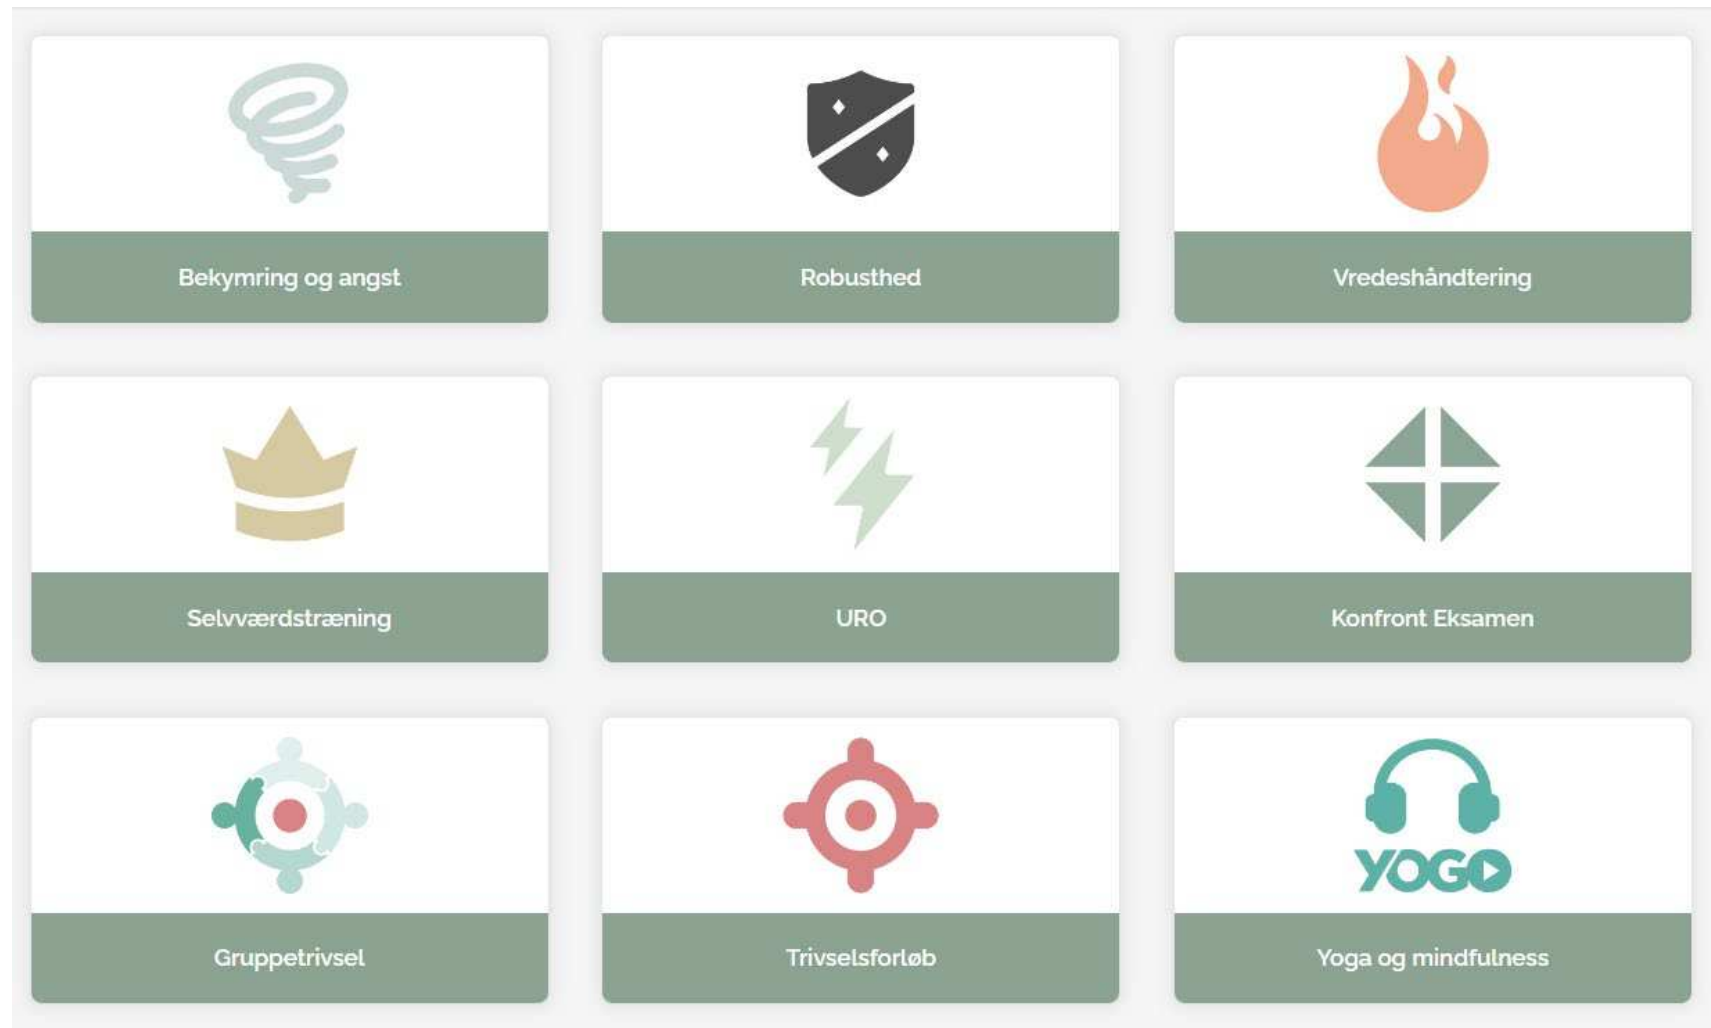 Bekymring og angst
Robusthed
Vredeshåndtering
Selvværdstræning
URO
Konfront Eksamen
YOGO
Gruppetrivsel
Trivselsforløb
Yoga og mindfulness